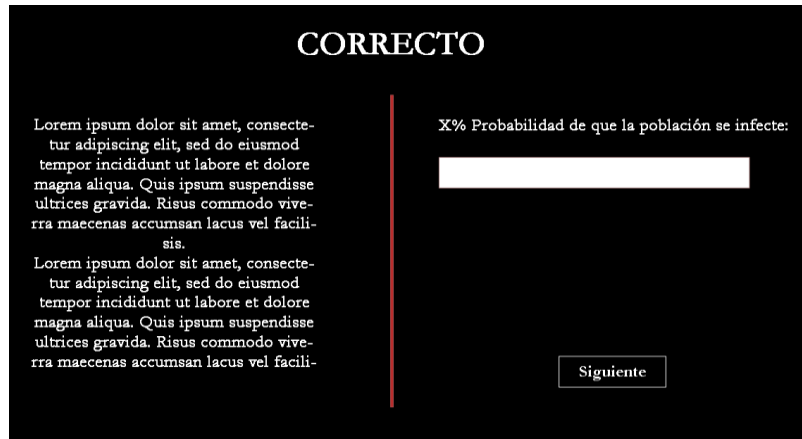 CORRECTO
Lorem ipsum dolor sit amet, consecte-
tur adipiscing elit, sed do eiusmod
tempor incididunt ut labore et dolore
magna aliqua. Quis ipsum suspendisse
ultrices gravida. Risus commodo vive-
rra maecenas accumsan lacus vel facili-
sis.
Lorem ipsum dolor sit amet, consecte-
tur adipiscing elit, sed do eiusmod
tempor incididunt ut labore et dolore
magna aliqua. Quis ipsum suspendisse
ultrices gravida. Risus commodo vive-
rra maecenas accumsan lacus vel facili-
X% Probabilidad de que la población se infecte:
Siguiente